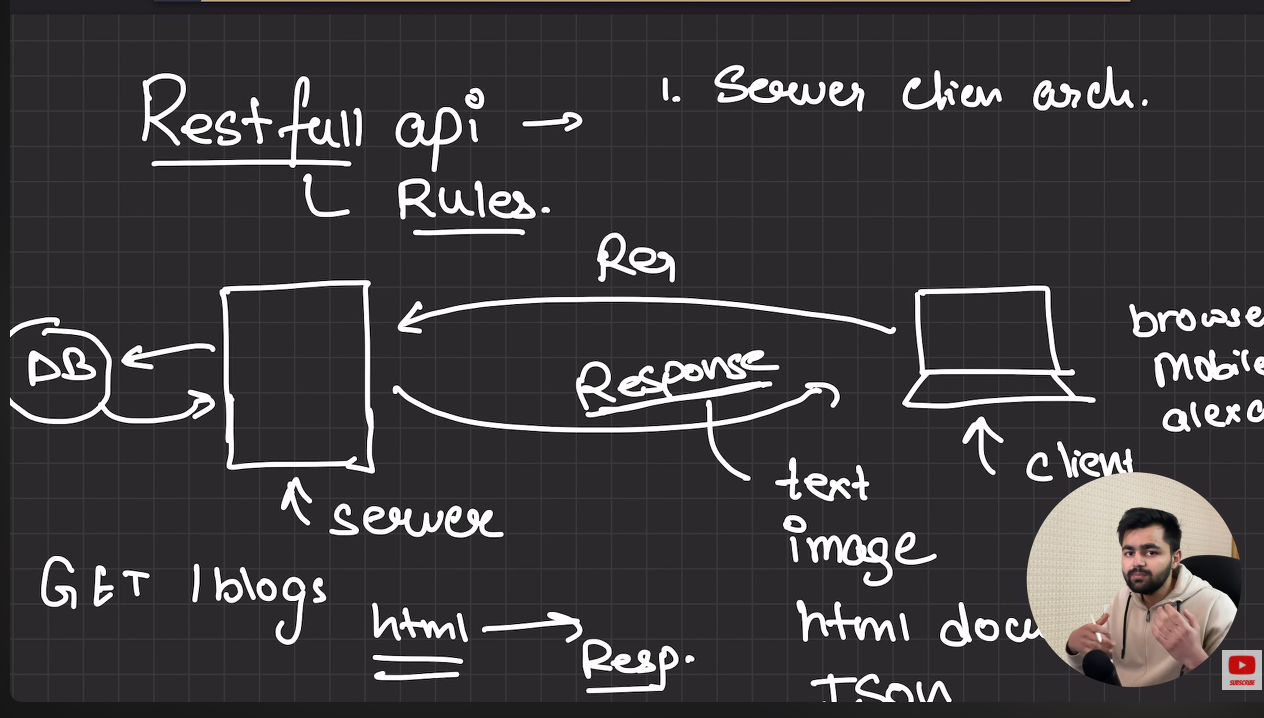 Restfull api →
1. Server clien arch.
Rules.
Req
DB
Response
browse
Mobile
alexa
client
text
server
image
GET /blogs
html → Resp.
html docu
JSON
SUBSCRIBE